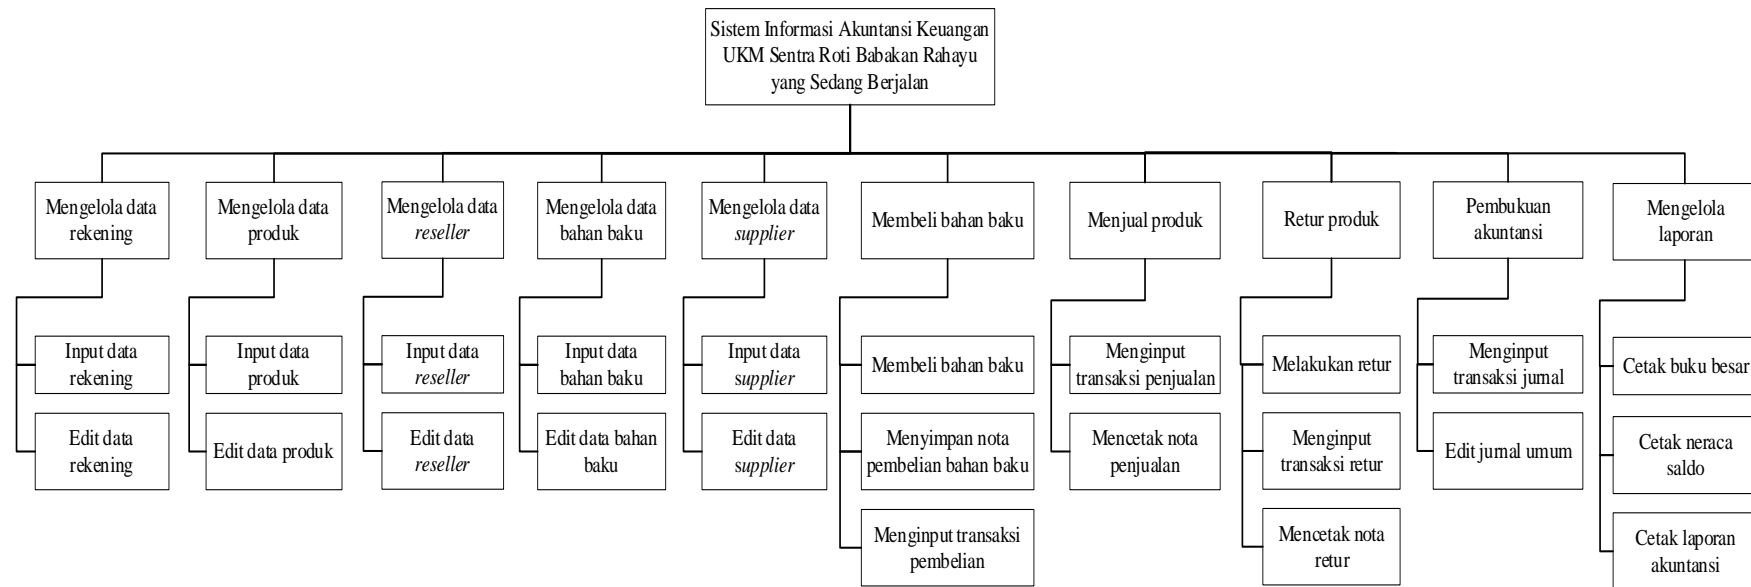 Sistem Informasi Akuntansi Keuangan
UKM Sentra Roti Babakan Rahayu
yang Sedang Berjalan
Mengelola data
rekening
Mengelola data
produk
Mengelola data
reseller
Mengelola data
bahan baku
Mengelola data
supplier
Membeli bahan baku
Menjual produk
Retur produk
Pembukuan
akuntansi
Mengelola
laporan
Input data
rekening
Input data
produk
Input data
reseller
Input data
bahan baku
Input data
supplier
Membeli bahan baku
Menginput
transaksi penjualan
Melakukan retur
Menginput
transaksi jurnal
Cetak buku besar
Edit data
rekening
Edit data produk
Edit data
reseller
Edit data bahan
baku
Edit data
supplier
Menyimpan nota
pembelian bahan baku
Mencetak nota
penjualan
Menginput
transaksi retur
Edit jurnal umum
Cetak neraca
saldo
Menginput transaksi
pembelian
Mencetak nota
retur
Cetak laporan
akuntansi